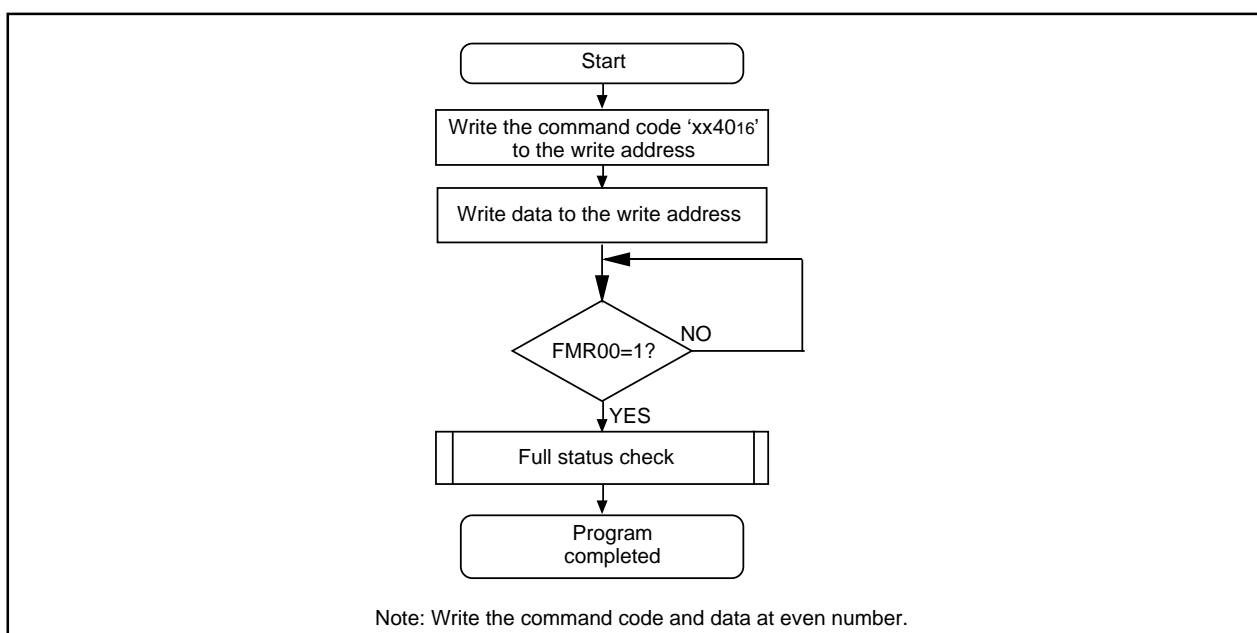 Start
Write the command code ‘xx4016’
to the write address
Write data to the write address
NO
FMR00=1?
YES
Full status check
Program
completed
Note: Write the command code and data at even number.